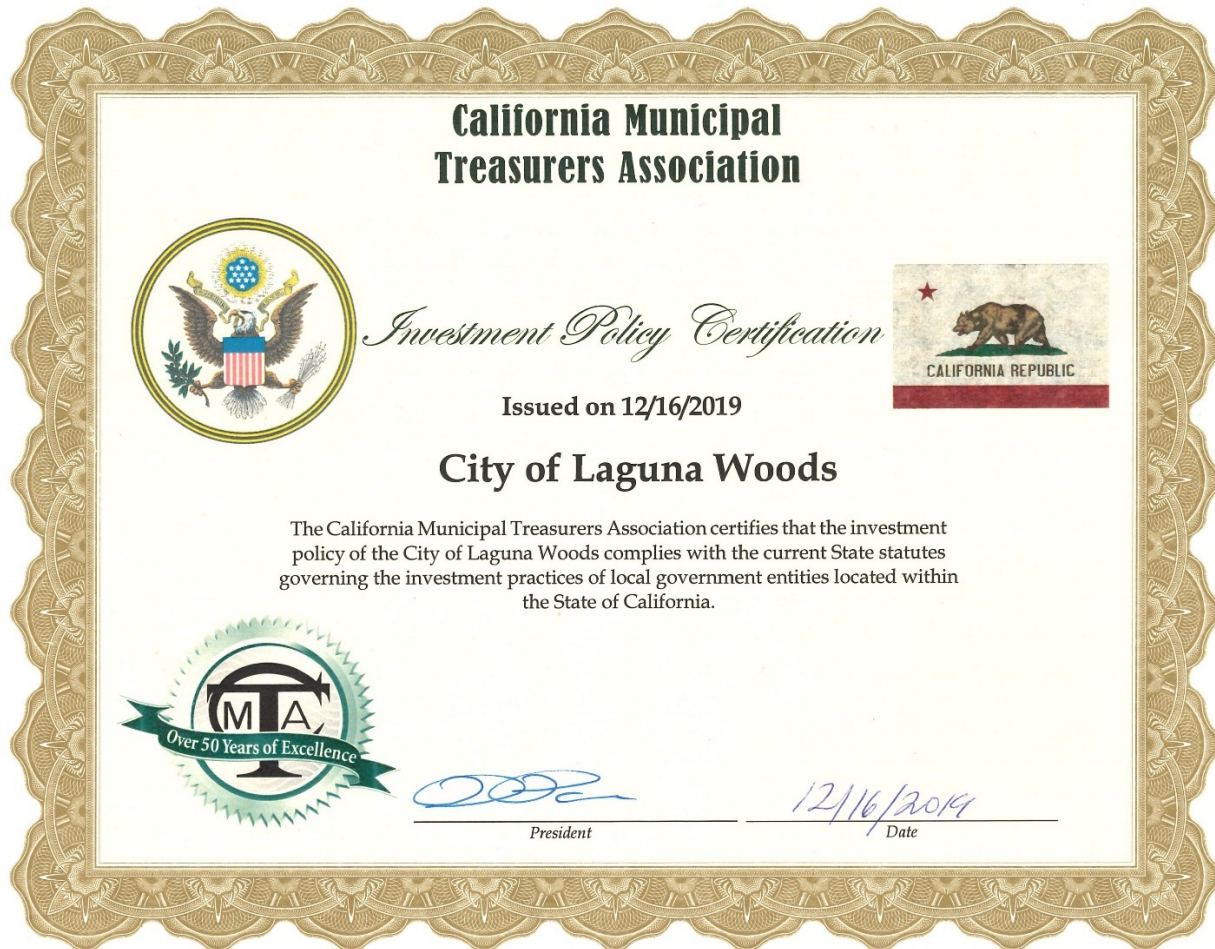 California Municipal
Treasurers Association
Investment Policy Certification
CALIFORNIA REPUBLIC
Issued on 12/16/2019
City of Laguna Woods
The California Municipal Treasurers Association certifies that the investment
policy of the City of Laguna Woods complies with the current State statutes
governing the investment practices of local government entities located within
the State of California.
CMTA
Over 50 Years of Excellence
12/16/2019
President
Date